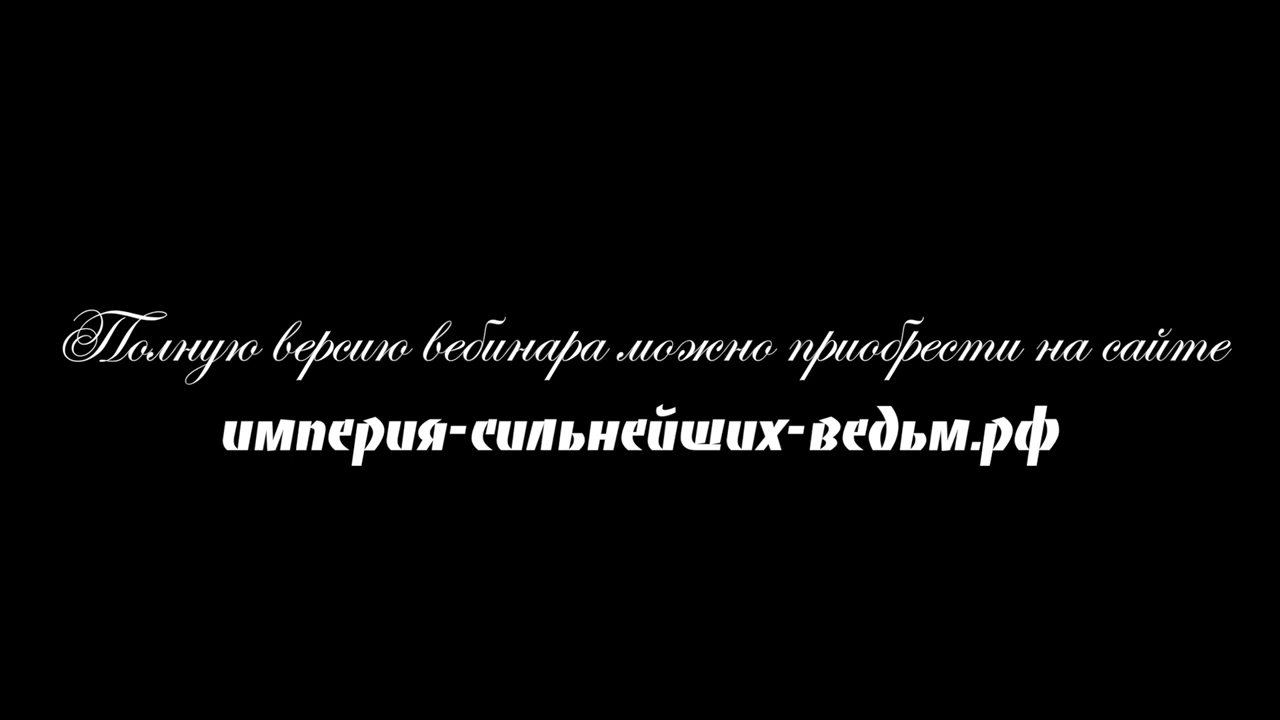 Полную версию вебинара можно приобрести на сайте
империя-сильнейших-ведьм.рф